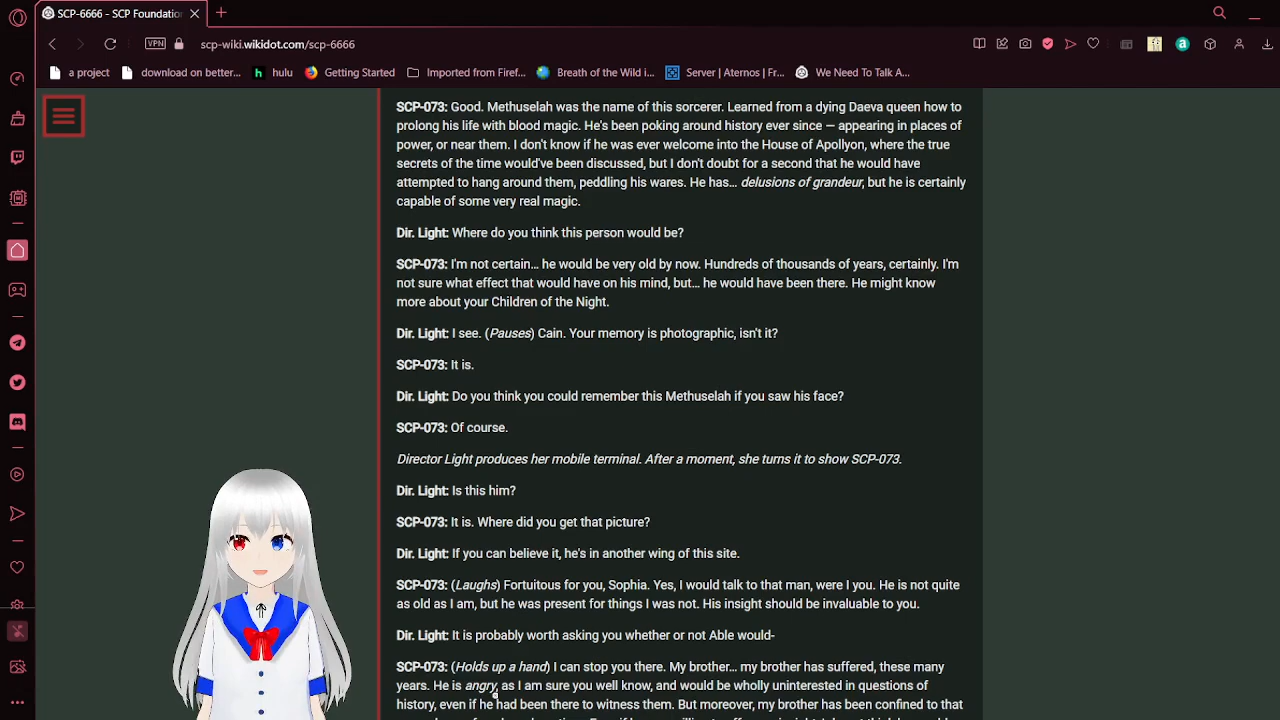 SCP-6666 - SCP Foundation
VPN
scp-wiki.wikidot.com/scp-6666
a project
download on better...
hulu
Getting Started
Imported from Firef...
Breath of the Wild i...
Server | Aternos | Fr...
We Need To Talk A...
SCP-073: Good. Methuselah was the name of this sorcerer. Learned from a dying Daeva queen how to
prolong his life with blood magic. He's been poking around history ever since — appearing in places of
power, or near them. I don't know if he was ever welcome into the House of Apollyon, where the true
secrets of the time would've been discussed, but I don't doubt for a second that he would have
attempted to hang around them, peddling his wares. He has… delusions of grandeur, but he is certainly
capable of some very real magic.
Dir. Light: Where do you think this person would be?
SCP-073: I'm not certain… he would be very old by now. Hundreds of thousands of years, certainly. I'm
not sure what effect that would have on his mind, but… he would have been there. He might know
more about your Children of the Night.
Dir. Light: I see. (Pauses) Cain. Your memory is photographic, isn't it?
SCP-073: It is.
Dir. Light: Do you think you could remember this Methuselah if you saw his face?
SCP-073: Of course.
Director Light produces her mobile terminal. After a moment, she turns it to show SCP-073.
Dir. Light: Is this him?
SCP-073: It is. Where did you get that picture?
Dir. Light: If you can believe it, he's in another wing of this site.
SCP-073: (Laughs) Fortuitous for you, Sophia. Yes, I would talk to that man, were I you. He is not quite
as old as I am, but he was present for things I was not. His insight should be invaluable to you.
Dir. Light: It is probably worth asking you whether or not Able would-
SCP-073: (Holds up a hand) I can stop you there. My brother… my brother has suffered, these many
years. He is angry, as I am sure you well know, and would be wholly uninterested in questions of
history, even if he had been there to witness them. But moreover, my brother has been confined to that